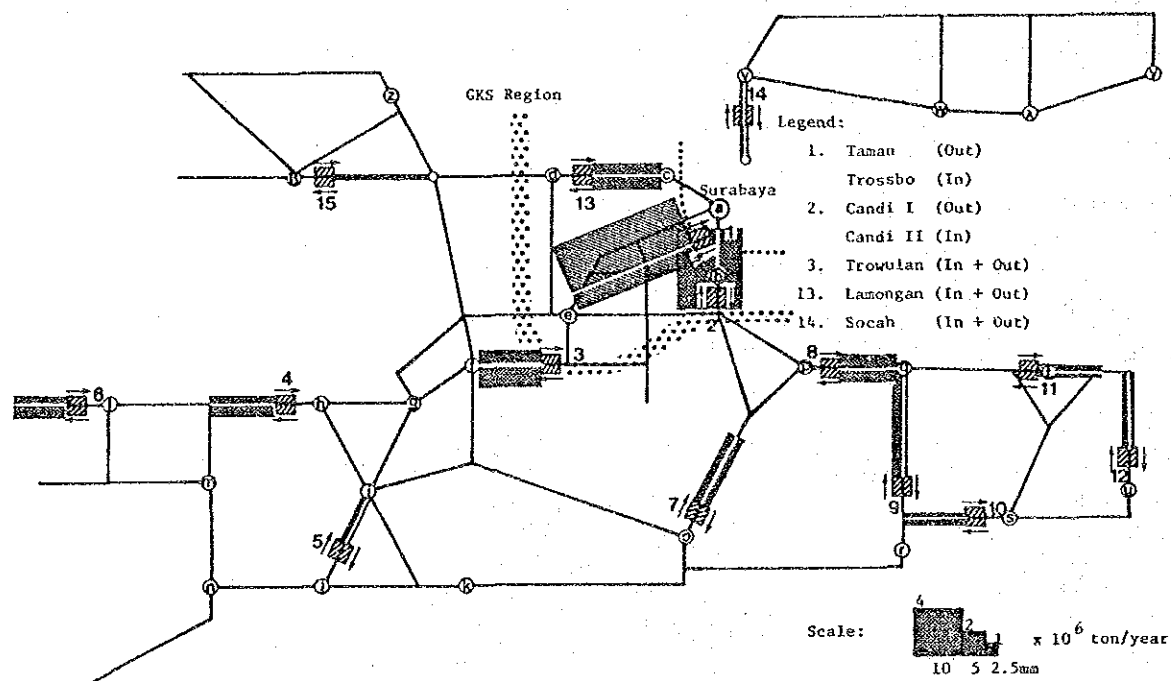 GKS Region
Surabaya
Legend:
1. Taman (Out)
Trossbo (In)
2. Candi I (Out)
Candi II (In)
3. Trowulan (In + Out)
13. Lamongan (In + Out)
14. Socah (In + Out)
z
14
15
d
c
13
a
1
e
2
3
8
11
6
4
h
g
7
12
u
5
9
10
s
r
n
j
k
Scale:
4
2
1
x 10⁶ ton/year
10 5 2.5mm